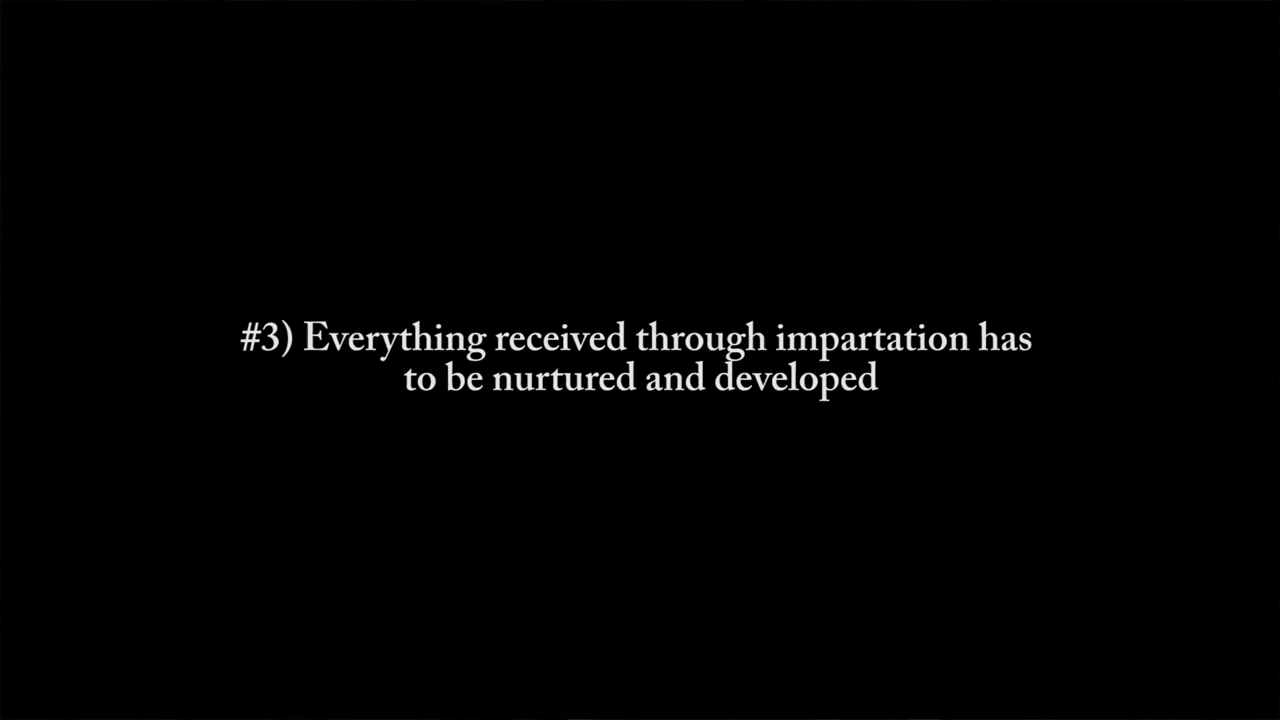 #3) Everything received through impartation has
to be nurtured and developed